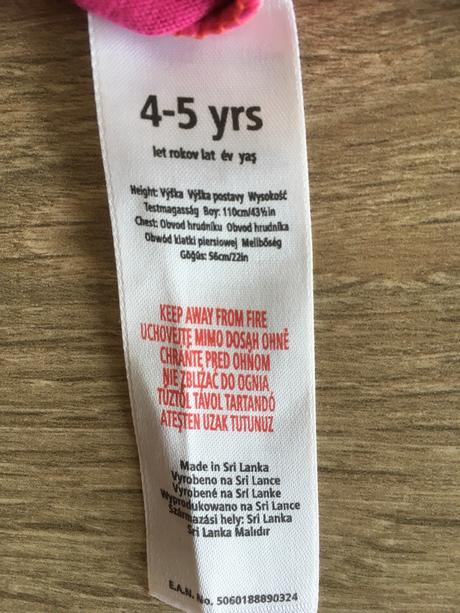 4-5 yrs
let rokov lat év yaş
Height: Výška Výška postavy Wysokość
Testmagasság Boy: 110cm/43½in
Chest: Obvod hrudníku Obvod hrudníka
Obwód klatki piersiowej Mellbőség
Göğüs: 56cm/22in
KEEP AWAY FROM FIRE
UCHOVEJTE MIMO DOSAH OHNĚ
CHRÁŇTE PRED OHŇOM
NIE ZBLIŻAĆ DO OGNIA
TŰZTŐL TÁVOL TARTANDÓ
ATEŞTEN UZAK TUTUNUZ
Made in Sri Lanka
Vyrobeno na Srí Lance
Vyrobené na Srí Lanke
Wyprodukowano na Sri Lance
Származási hely: Sri Lanka
Sri Lanka Malıdır
E.A.N. No. 5060188890324